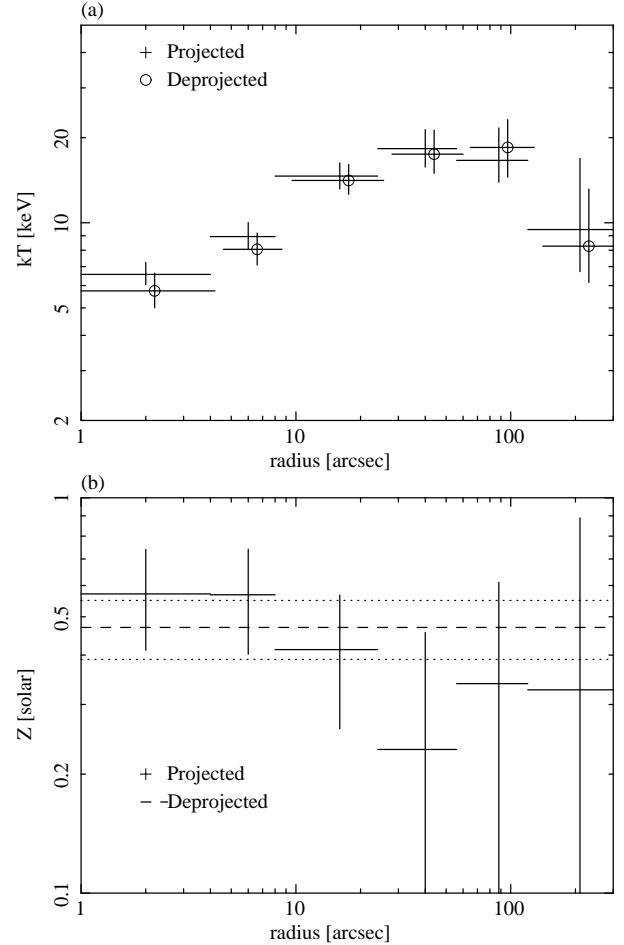 (a)
Projected
Deprojected
kT [keV]
20
10
5
2
1 10 100
radius [arcsec]
(b)
Z [solar]
1
0.5
0.2
0.1
Projected
Deprojected
1 10 100
radius [arcsec]